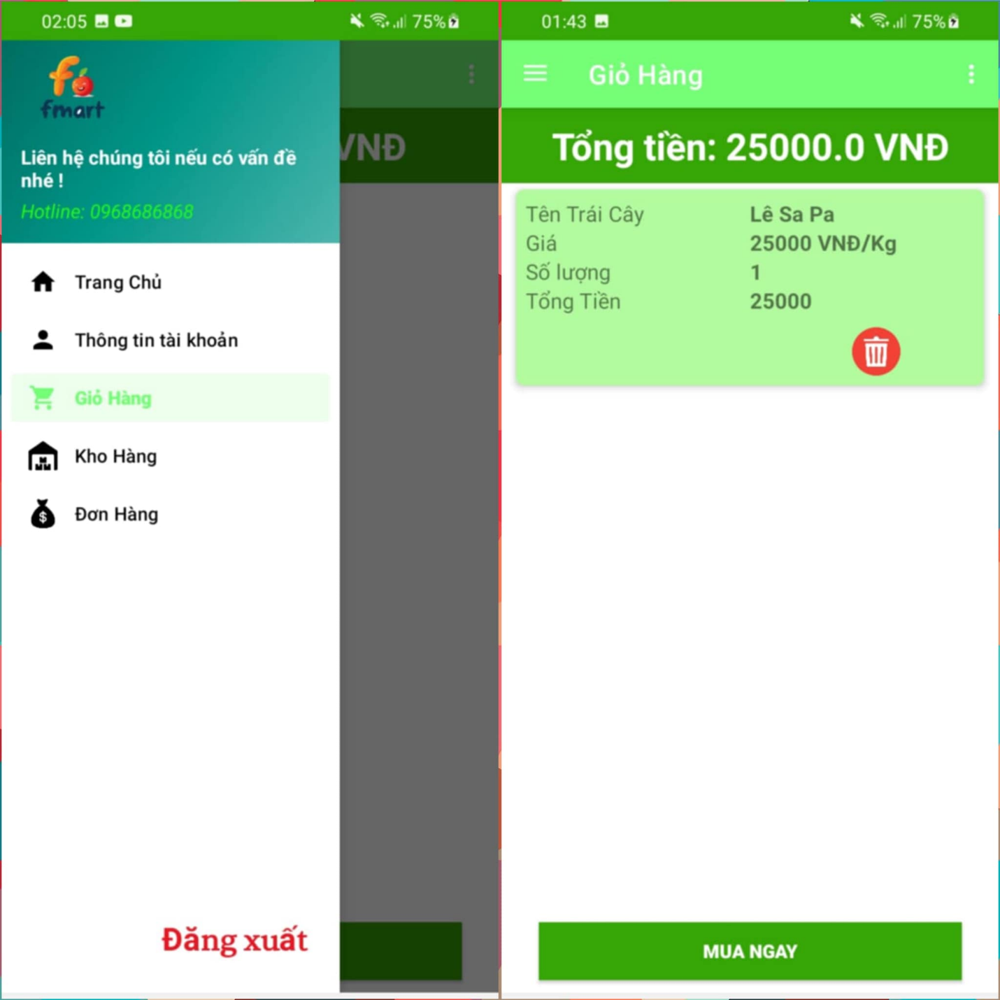 02:05
75%
fmart
Liên hệ chúng tôi nếu có vấn đề
nhé !
Hotline: 0968686868
Trang Chủ
Thông tin tài khoản
Giỏ Hàng
Kho Hàng
Đơn Hàng
Đăng xuất
VNĐ
01:43
75%
Giỏ Hàng
Tổng tiền: 25000.0 VNĐ
Tên Trái Cây Lê Sa Pa
Giá 25000 VNĐ/Kg
Số lượng 1
Tổng Tiền 25000
MUA NGAY